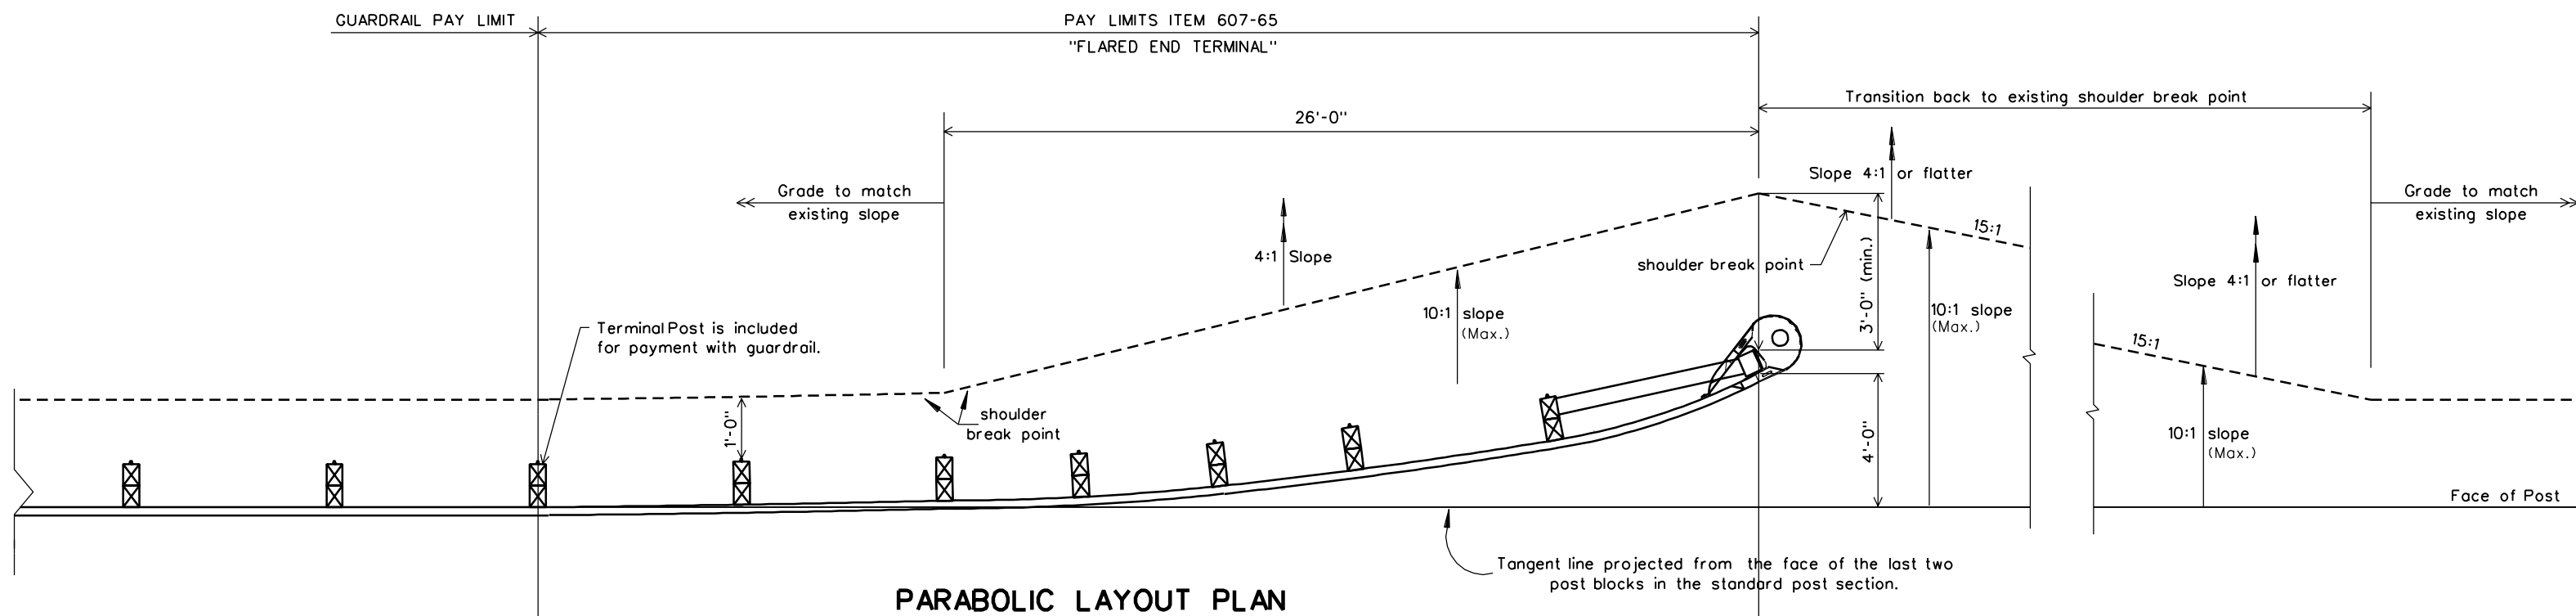 GUARDRAIL PAY LIMIT
PAY LIMITS ITEM 607-65
"FLARED END TERMINAL"
Transition back to existing shoulder break point
26'-0"
Slope 4:1 or flatter
Grade to match
existing slope
Grade to match
existing slope
15:1
4:1 Slope
shoulder break point
3'-0" (min.)
Slope 4:1 or flatter
10:1 slope
(Max.)
10:1 slope
(Max.)
Terminal Post is included
for payment with guardrail.
15:1
1'-0"
shoulder
break point
4'-0"
10:1 slope
(Max.)
Face of Post
Tangent line projected from the face of the last two
post blocks in the standard post section.
PARABOLIC LAYOUT PLAN